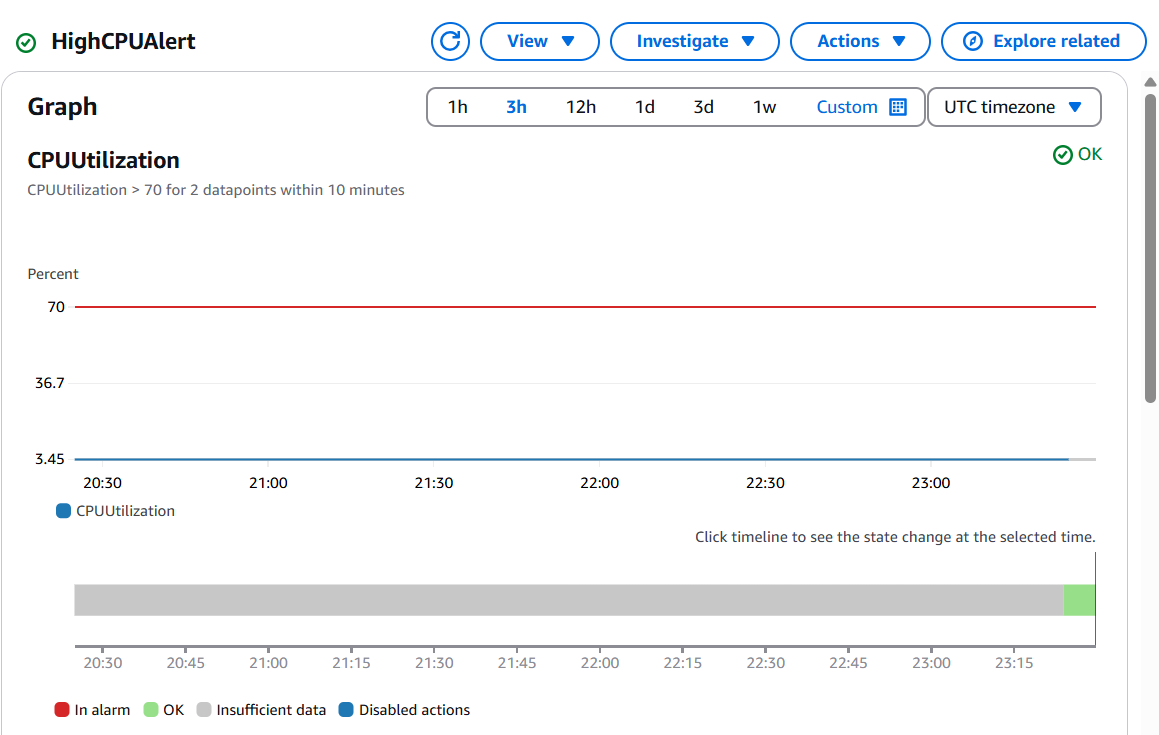 HighCPUAlert View Investigate Actions Explore related
Graph 1h 3h 12h 1d 3d 1w Custom UTC timezone
CPUUtilization OK
CPUUtilization > 70 for 2 datapoints within 10 minutes
Percent
70
36.7
3.45
20:30 21:00 21:30 22:00 22:30 23:00
CPUUtilization
Click timeline to see the state change at the selected time.
20:30 20:45 21:00 21:15 21:30 21:45 22:00 22:15 22:30 22:45 23:00 23:15
In alarm OK Insufficient data Disabled actions